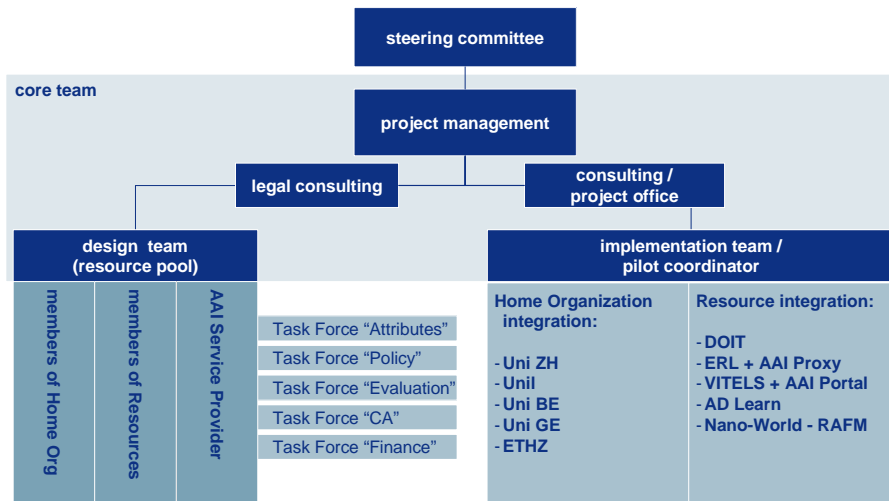 steering committee
core team
project management
legal consulting
consulting /
project office
design team
(resource pool)
implementation team /
pilot coordinator
members of Home Org
members of Resources
AAI Service Provider
Task Force “Attributes”
Task Force “Policy”
Task Force “Evaluation”
Task Force “CA”
Task Force “Finance”
Home Organization
integration:
- Uni ZH
- Unil
- Uni BE
- Uni GE
- ETHZ
Resource integration:
- DOIT
- ERL + AAI Proxy
- VITELS + AAI Portal
- AD Learn
- Nano-World - RAFM